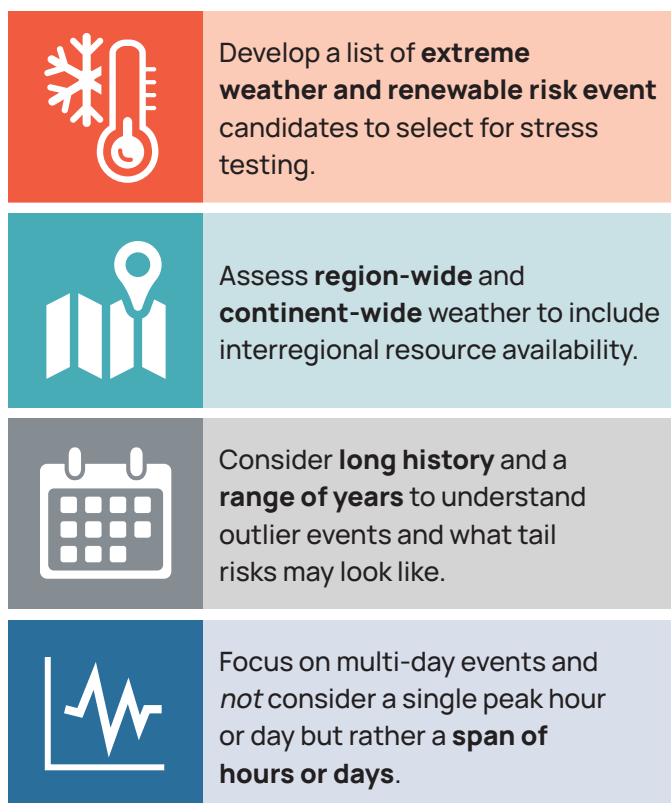 Develop a list of extreme
weather and renewable risk event
candidates to select for stress
testing.
Assess region-wide and
continent-wide weather to include
interregional resource availability.
Consider long history and a
range of years to understand
outlier events and what tail
risks may look like.
Focus on multi-day events and
not consider a single peak hour
or day but rather a span of
hours or days.